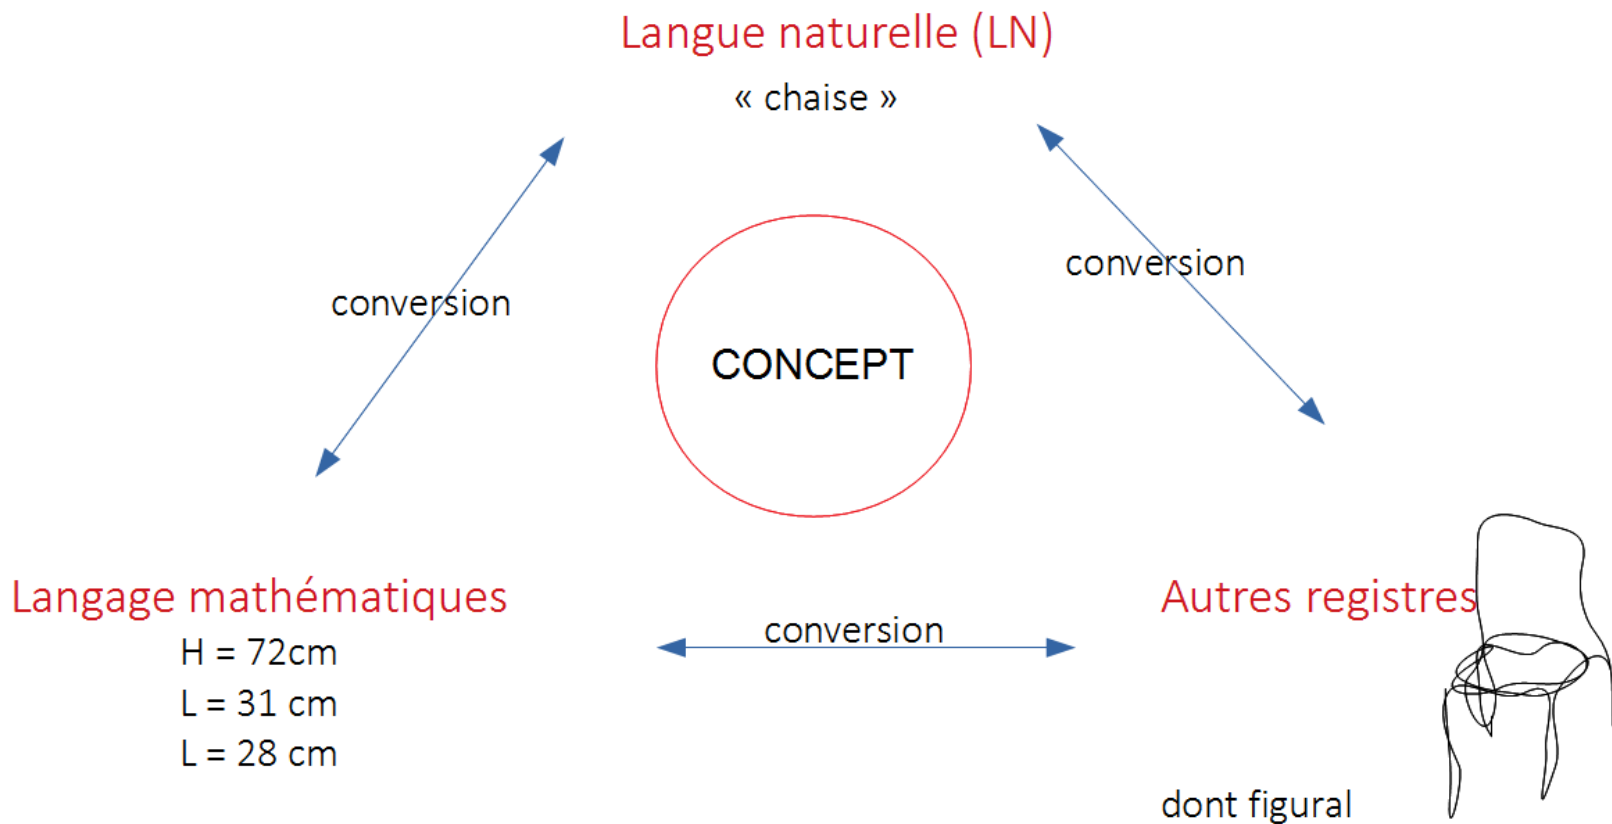 Langue naturelle (LN)
« chaise »
conversion
conversion
CONCEPT
Langage mathématiques
H = 72cm
L = 31 cm
L = 28 cm
conversion
Autres registres
dont figural